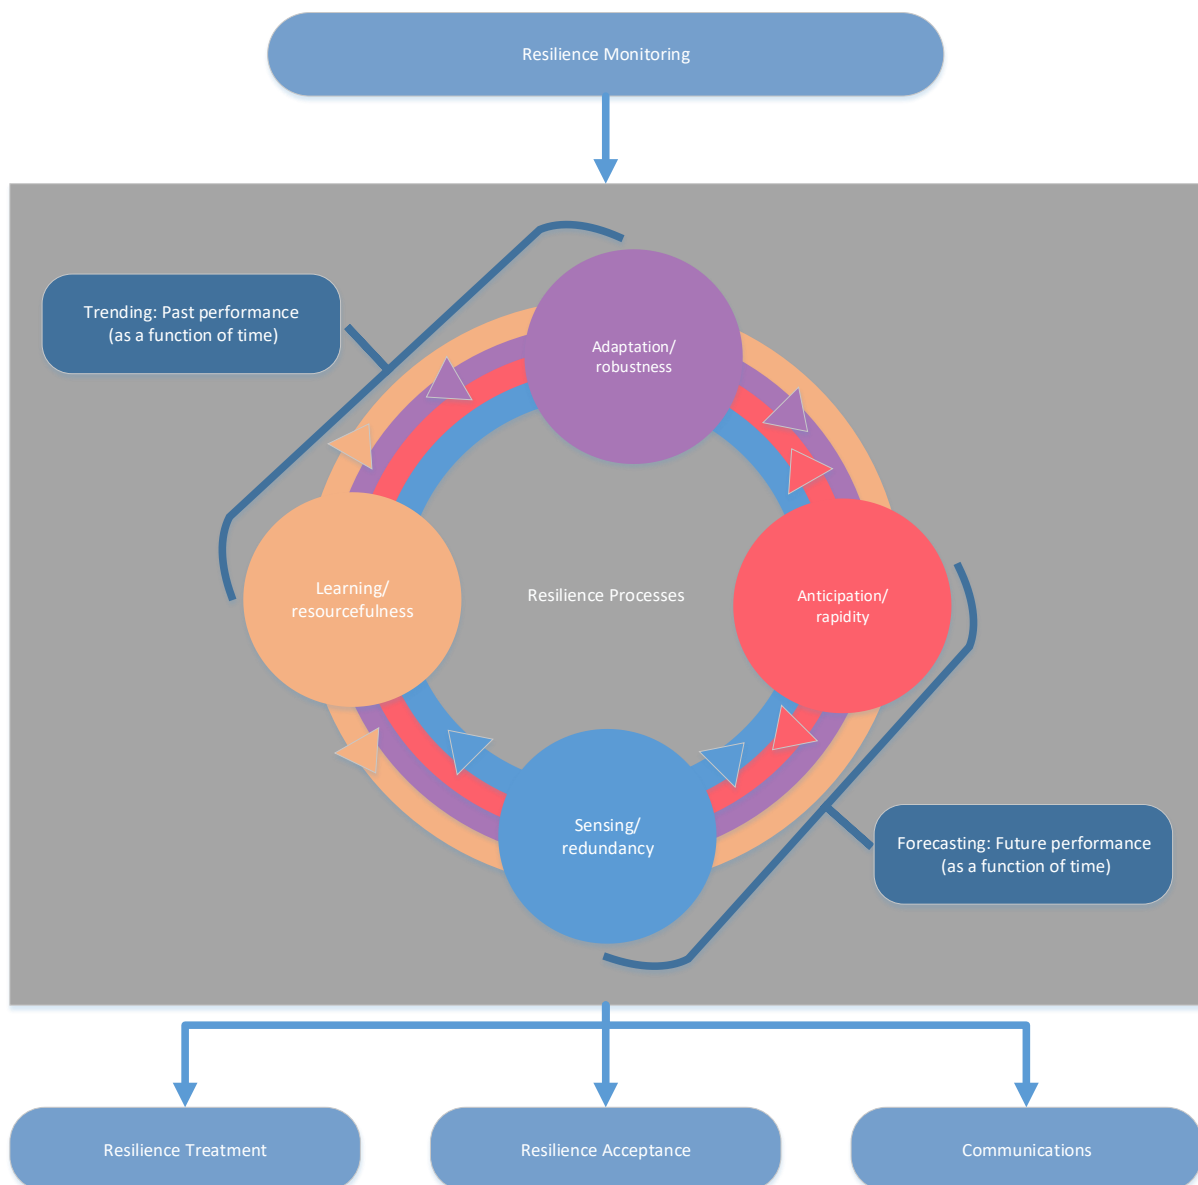 Resilience Monitoring
Trending: Past performance
(as a function of time)
Adaptation/
robustness
Learning/
resourcefulness
Resilience Processes
Anticipation/
rapidity
Sensing/
redundancy
Forecasting: Future performance
(as a function of time)
Resilience Treatment
Resilience Acceptance
Communications